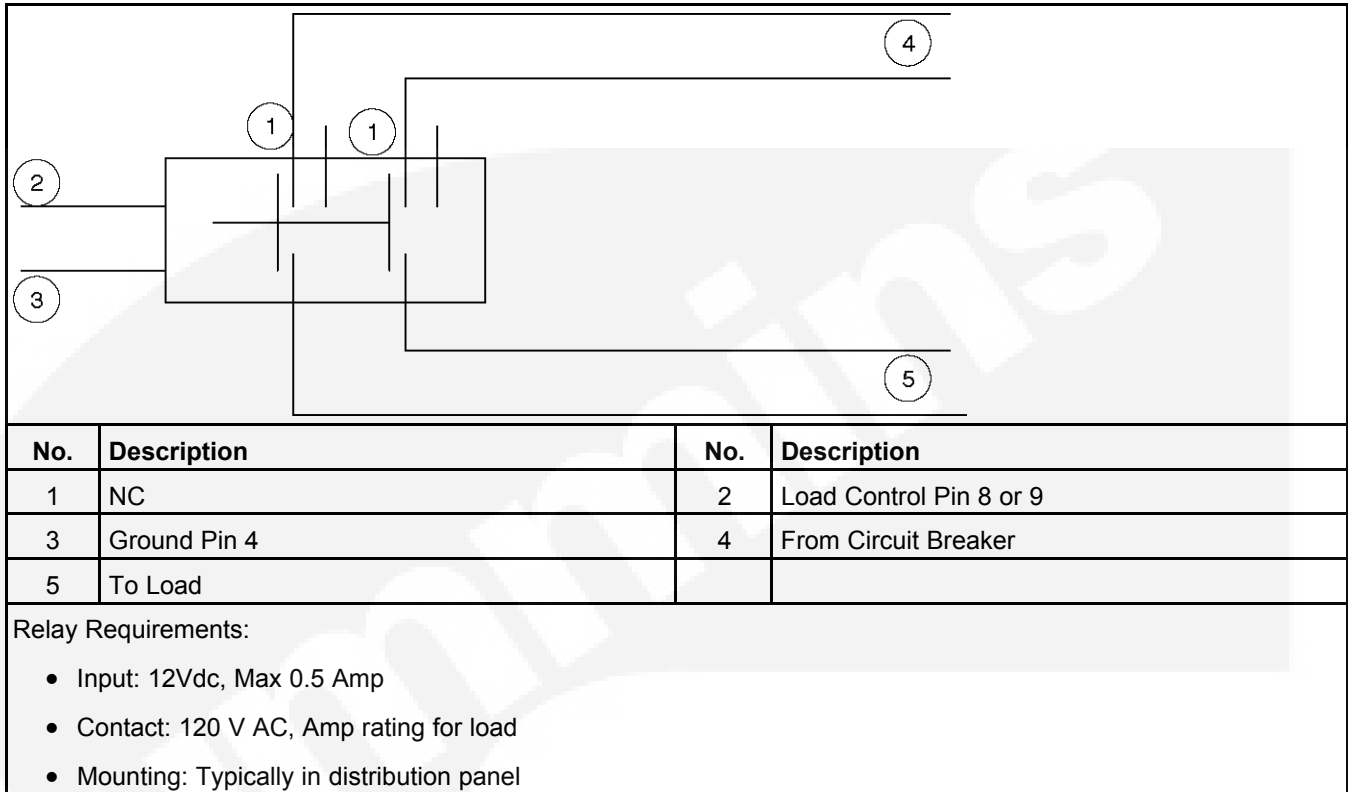 4
1
1
2
3
5
No. Description No. Description
1 NC 2 Load Control Pin 8 or 9
3 Ground Pin 4 4 From Circuit Breaker
5 To Load
Relay Requirements:
• Input: 12Vdc, Max 0.5 Amp
• Contact: 120 V AC, Amp rating for load
• Mounting: Typically in distribution panel